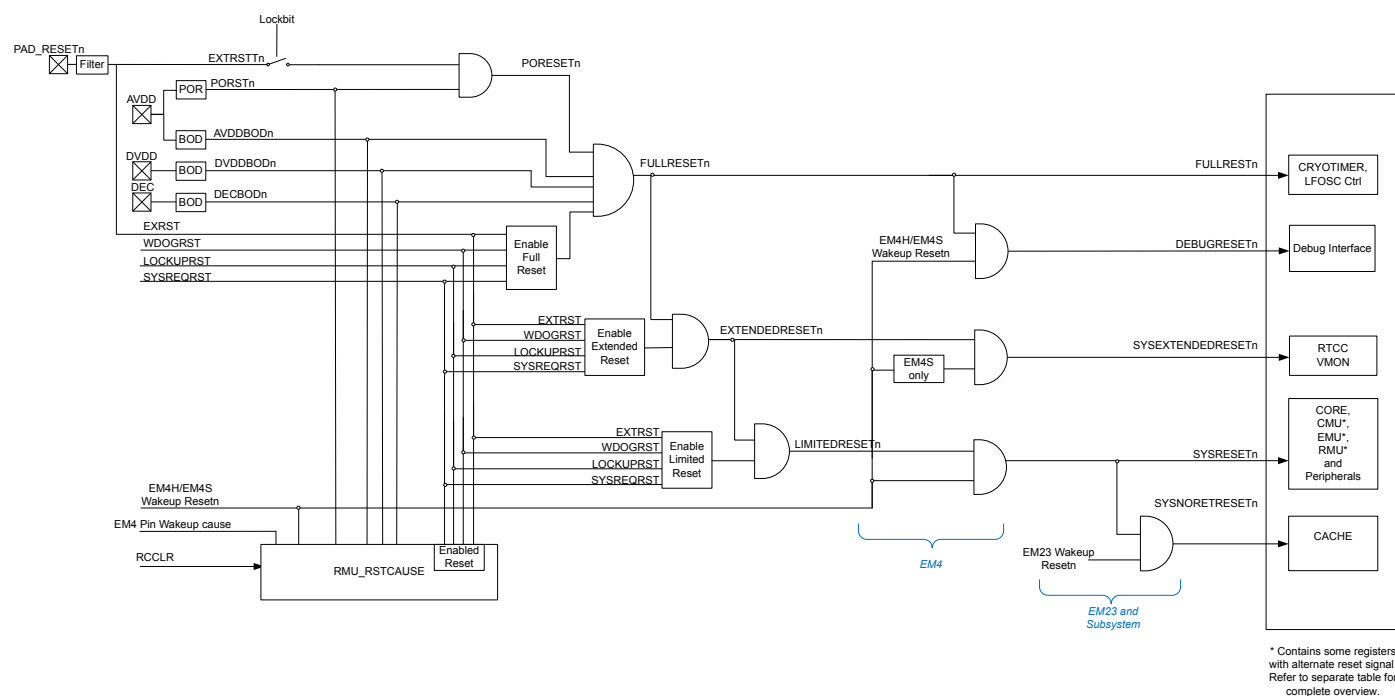 Lockbit
PAD_RESETn
Filter
EXTRSTTn
PORESETn
AVDD
POR
PORSTn
BOD
AVDDBODn
DVDD
BOD
DVDDBODn
DEC
BOD
DECBODn
FULLRESETn
FULLRESTn
CRYOTIMER,
LFOSC Ctrl
EXRST
WDOGRST
LOCKUPRST
SYSREQRST
Enable
Full
Reset
EM4H/EM4S
Wakeup Resetn
DEBUGRESETn
Debug Interface
EXTRST
WDOGRST
LOCKUPRST
SYSREQRST
Enable
Extended
Reset
EXTENDEDRESETn
EM4S
only
SYSEXTENDEDRESETn
RTCC
VMON
EXTRST
WDOGRST
LOCKUPRST
SYSREQRST
Enable
Limited
Reset
LIMITEDRESETn
SYSRESETn
CORE,
CMU*,
EMU*,
RMU*
and
Peripherals
EM4H/EM4S
Wakeup Resetn
EM4 Pin Wakeup cause
RCCLR
RMU_RSTCAUSE
Enabled
Reset
EM4
SYSNORETRESETn
EM23 Wakeup
Resetn
CACHE
EM23 and
Subsystem
* Contains some registers
with alternate reset signal.
Refer to separate table for
complete overview.